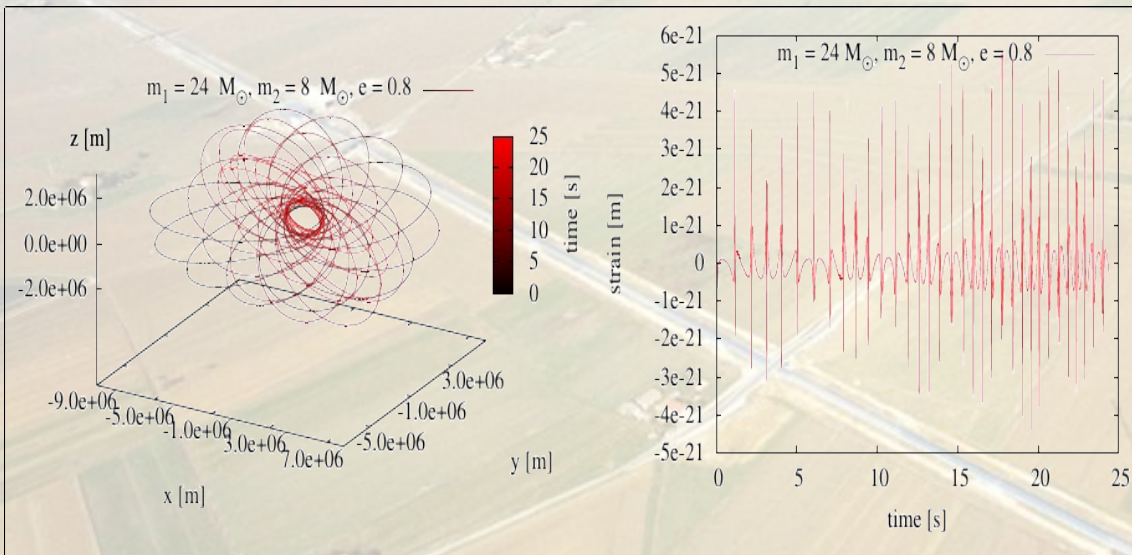 m1 = 24 M☉, m2 = 8 M☉, e = 0.8
z [m]
2.0e+06
0.0e+00
-2.0e+06
-9.0e+06
-5.0e+06
-1.0e+06
3.0e+06
7.0e+06
x [m]
3.0e+06
-1.0e+06
-5.0e+06
y [m]
25
20
15
10
5
0
time [s]
m1 = 24 M☉, m2 = 8 M☉, e = 0.8
6e-21
5e-21
4e-21
3e-21
2e-21
1e-21
0
-1e-21
-2e-21
-3e-21
-4e-21
-5e-21
strain [m]
0 5 10 15 20 25
time [s]